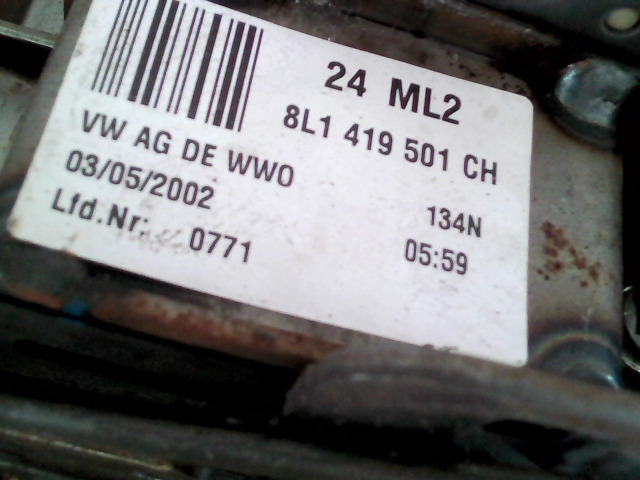 24 ML2
8L1 419 501 CH
VW AG DE WWO
03/05/2002 134N
Lfd.Nr: 0771 05:59